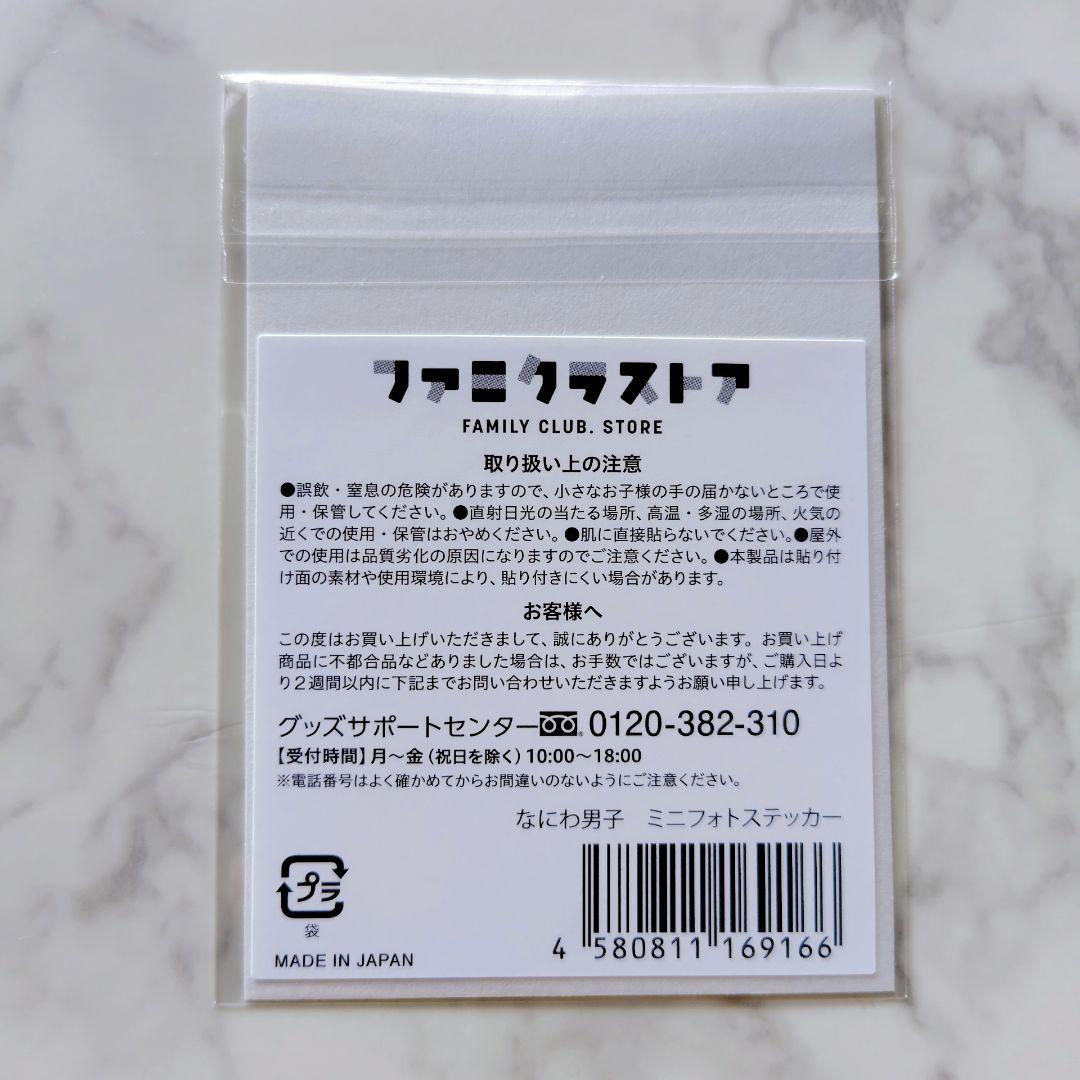 ファミクラストア
FAMILY CLUB. STORE
取り扱い上の注意
●誤飲・窒息の危険がありますので、小さなお子様の手の届かないところで使
用・保管してください。●直射日光の当たる場所、高温・多湿の場所、火気の
近くでの使用・保管はおやめください。●肌に直接貼らないでください。●屋外
での使用は品質劣化の原因になりますのでご注意ください。●本製品は貼り付
け面の素材や使用環境により、貼り付きにくい場合があります。
お客様へ
この度はお買い上げいただきまして、誠にありがとうございます。お買い上げ
商品に不都合品などありました場合は、お手数ではございますが、ご購入日よ
り2週間以内に下記までお問い合わせいただきますようお願い申し上げます。
グッズサポートセンター 0120-382-310
【受付時間】月～金（祝日を除く）10:00～18:00
※電話番号はよく確かめてからお間違いのないようにご注意ください。
なにわ男子　ミニフォトステッカー
プラ
袋
MADE IN JAPAN
4 580811 169166